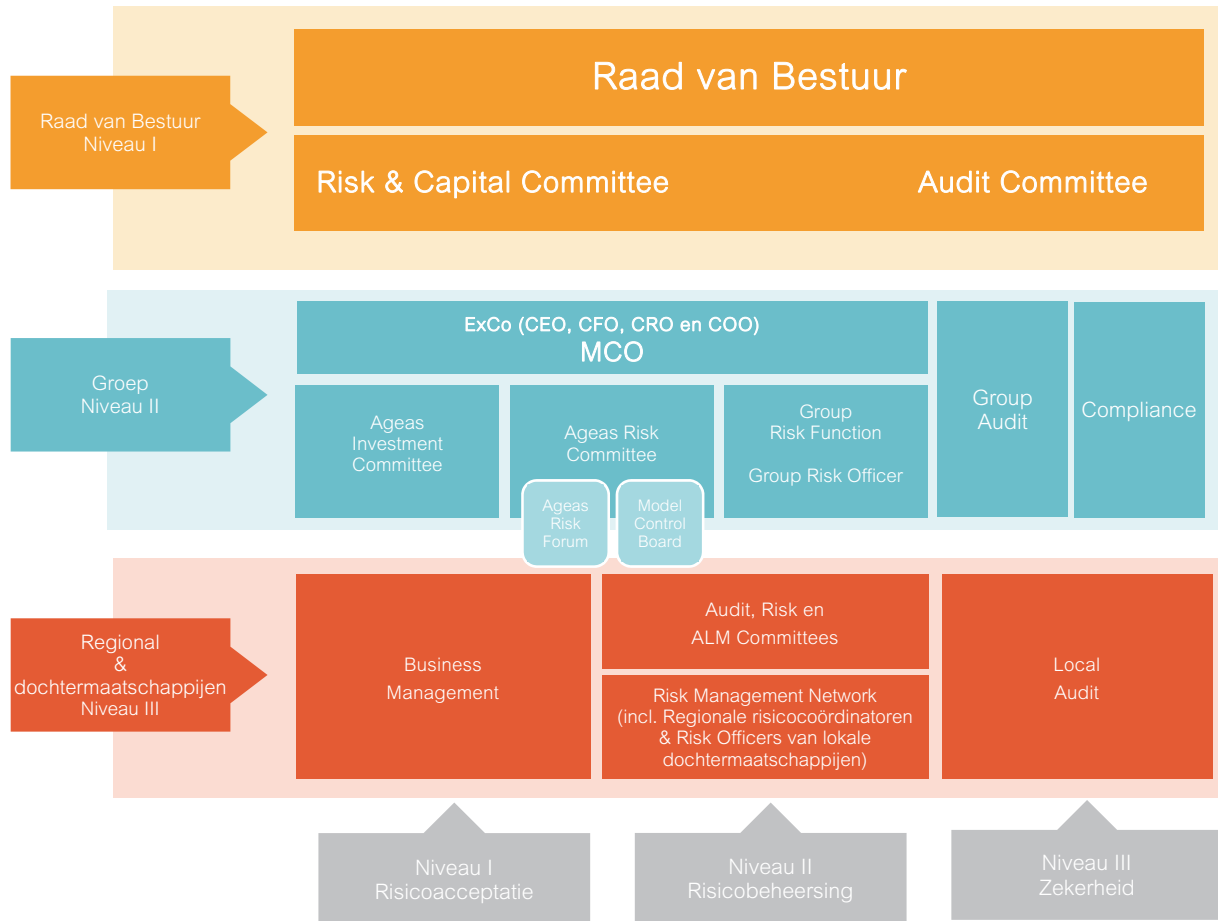 Raad van Bestuur
Niveau I
Raad van Bestuur
Risk & Capital Committee
Audit Committee
Groep
Niveau II
ExCo (CEO, CFO, CRO en COO)
MCO
Ageas
Investment
Committee
Ageas Risk
Committee
Group
Risk Function
Group Risk Officer
Group
Audit
Compliance
Ageas
Risk
Forum
Model
Control
Board
Regional
&
dochtermaatschappijen
Niveau III
Business
Management
Audit, Risk en
ALM Committees
Risk Management Network
(incl. Regionale risicocoördinatoren
& Risk Officers van lokale
dochtermaatschappijen)
Local
Audit
Niveau I
Risicoacceptatie
Niveau II
Risicobeheersing
Niveau III
Zekerheid